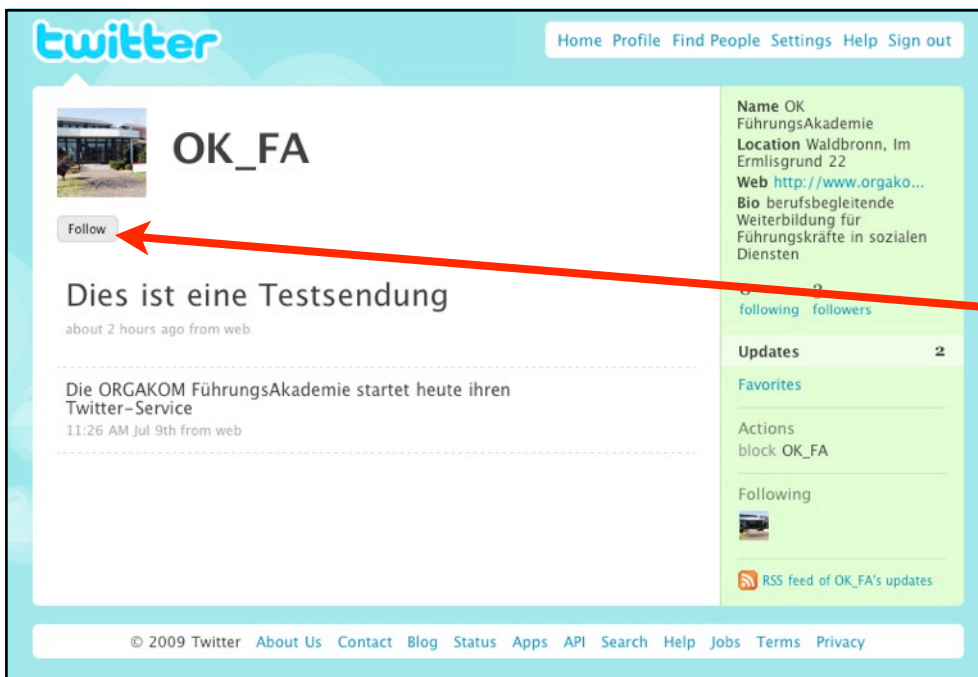 twitter
Home Profile Find People Settings Help Sign out
OK_FA
Follow
Dies ist eine Testsendung
about 2 hours ago from web
Die ORGAKOM FührungsAkademie startet heute ihren
Twitter-Service
11:26 AM Jul 9th from web
Name OK
FührungsAkademie
Location Waldbronn, Im
Ermlisgrund 22
Web http://www.orgako...
Bio berufsbegleitende
Weiterbildung für
Führungskräfte in sozialen
Diensten
following followers
Updates 2
Favorites
Actions
block OK_FA
Following
RSS feed of OK_FA's updates
© 2009 Twitter About Us Contact Blog Status Apps API Search Help Jobs Terms Privacy